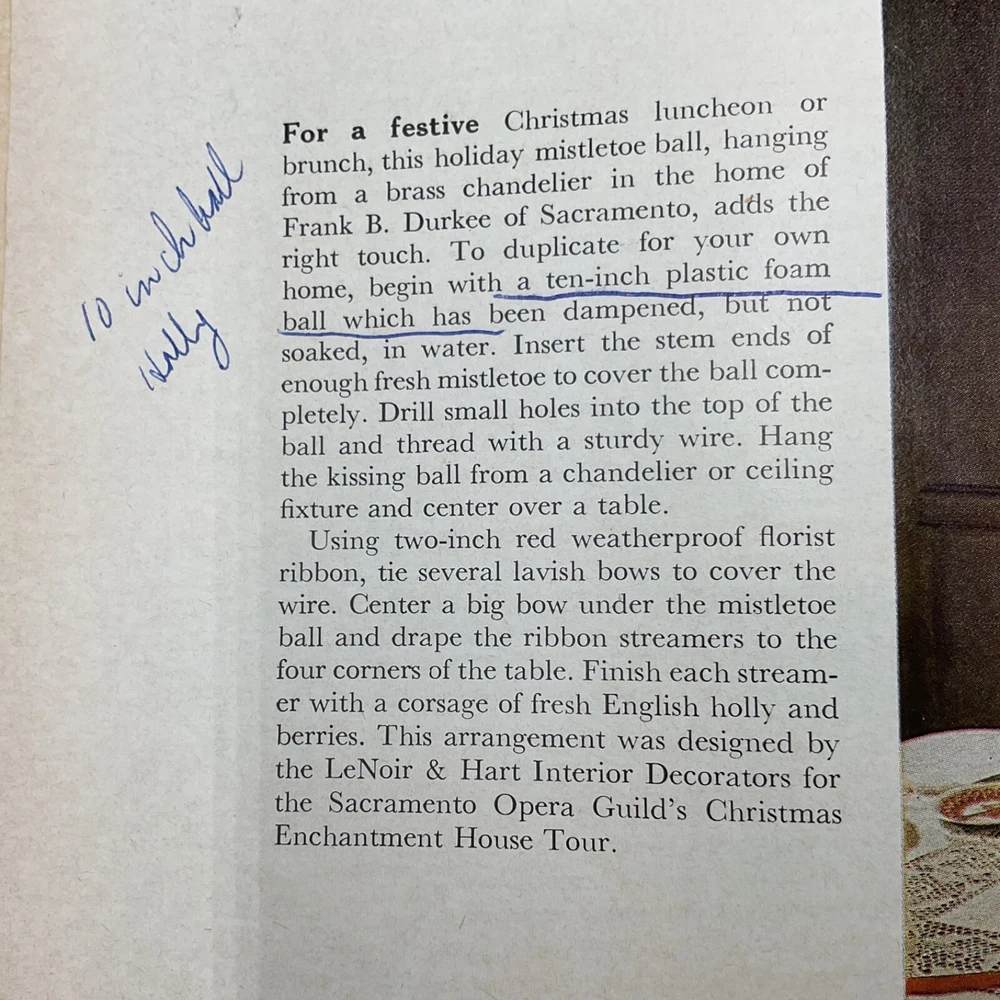 10 inch ball
Holly
For a festive Christmas luncheon or
brunch, this holiday mistletoe ball, hanging
from a brass chandelier in the home of
Frank B. Durkee of Sacramento, adds the
right touch. To duplicate for your own
home, begin with a ten-inch plastic foam
ball which has been dampened, but not
soaked, in water. Insert the stem ends of
enough fresh mistletoe to cover the ball com-
pletely. Drill small holes into the top of the
ball and thread with a sturdy wire. Hang
the kissing ball from a chandelier or ceiling
fixture and center over a table.
Using two-inch red weatherproof florist
ribbon, tie several lavish bows to cover the
wire. Center a big bow under the mistletoe
ball and drape the ribbon streamers to the
four corners of the table. Finish each stream-
er with a corsage of fresh English holly and
berries. This arrangement was designed by
the LeNoir & Hart Interior Decorators for
the Sacramento Opera Guild's Christmas
Enchantment House Tour.